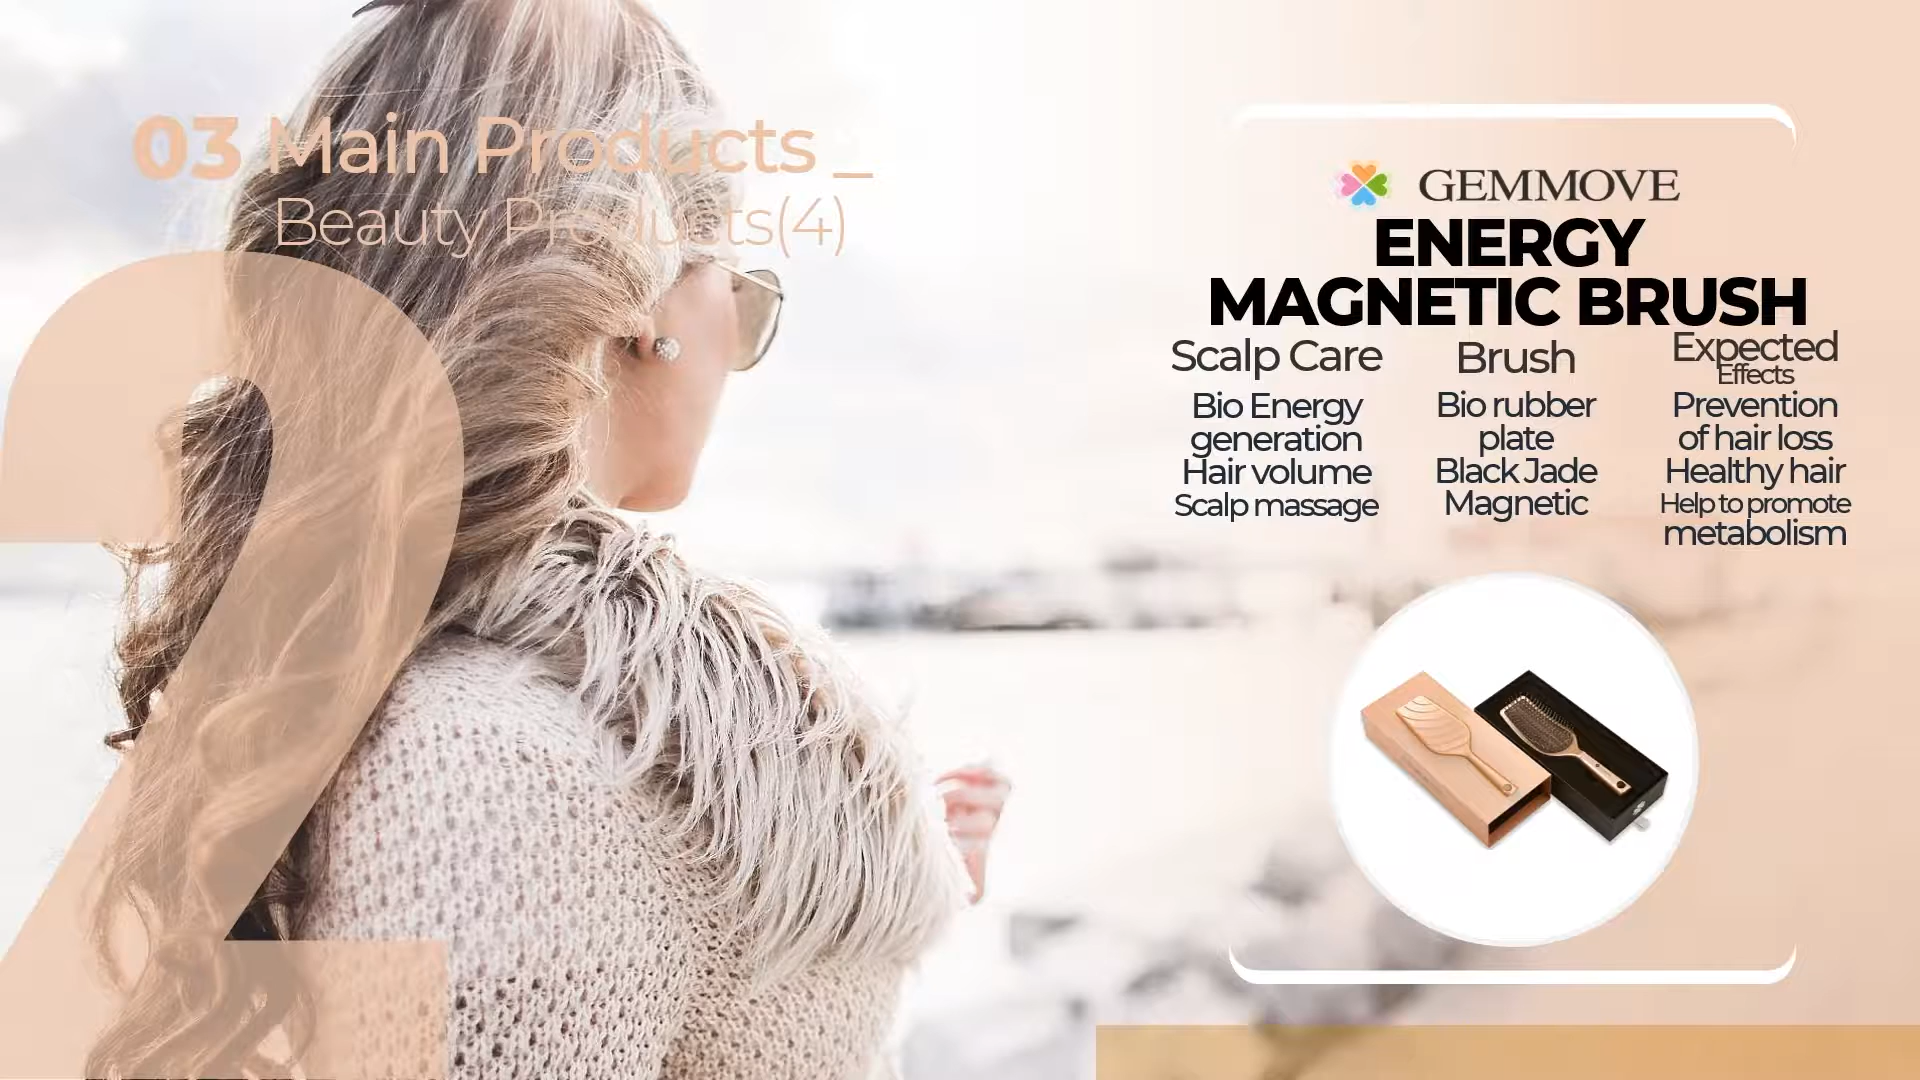 03 Main Products _
Beauty Products(4)
2
GEMMOVE
ENERGY
MAGNETIC BRUSH
Scalp Care
Bio Energy
generation
Hair volume
Scalp massage
Brush
Bio rubber
plate
Black Jade
Magnetic
Expected
Effects
Prevention
of hair loss
Healthy hair
Help to promote
metabolism